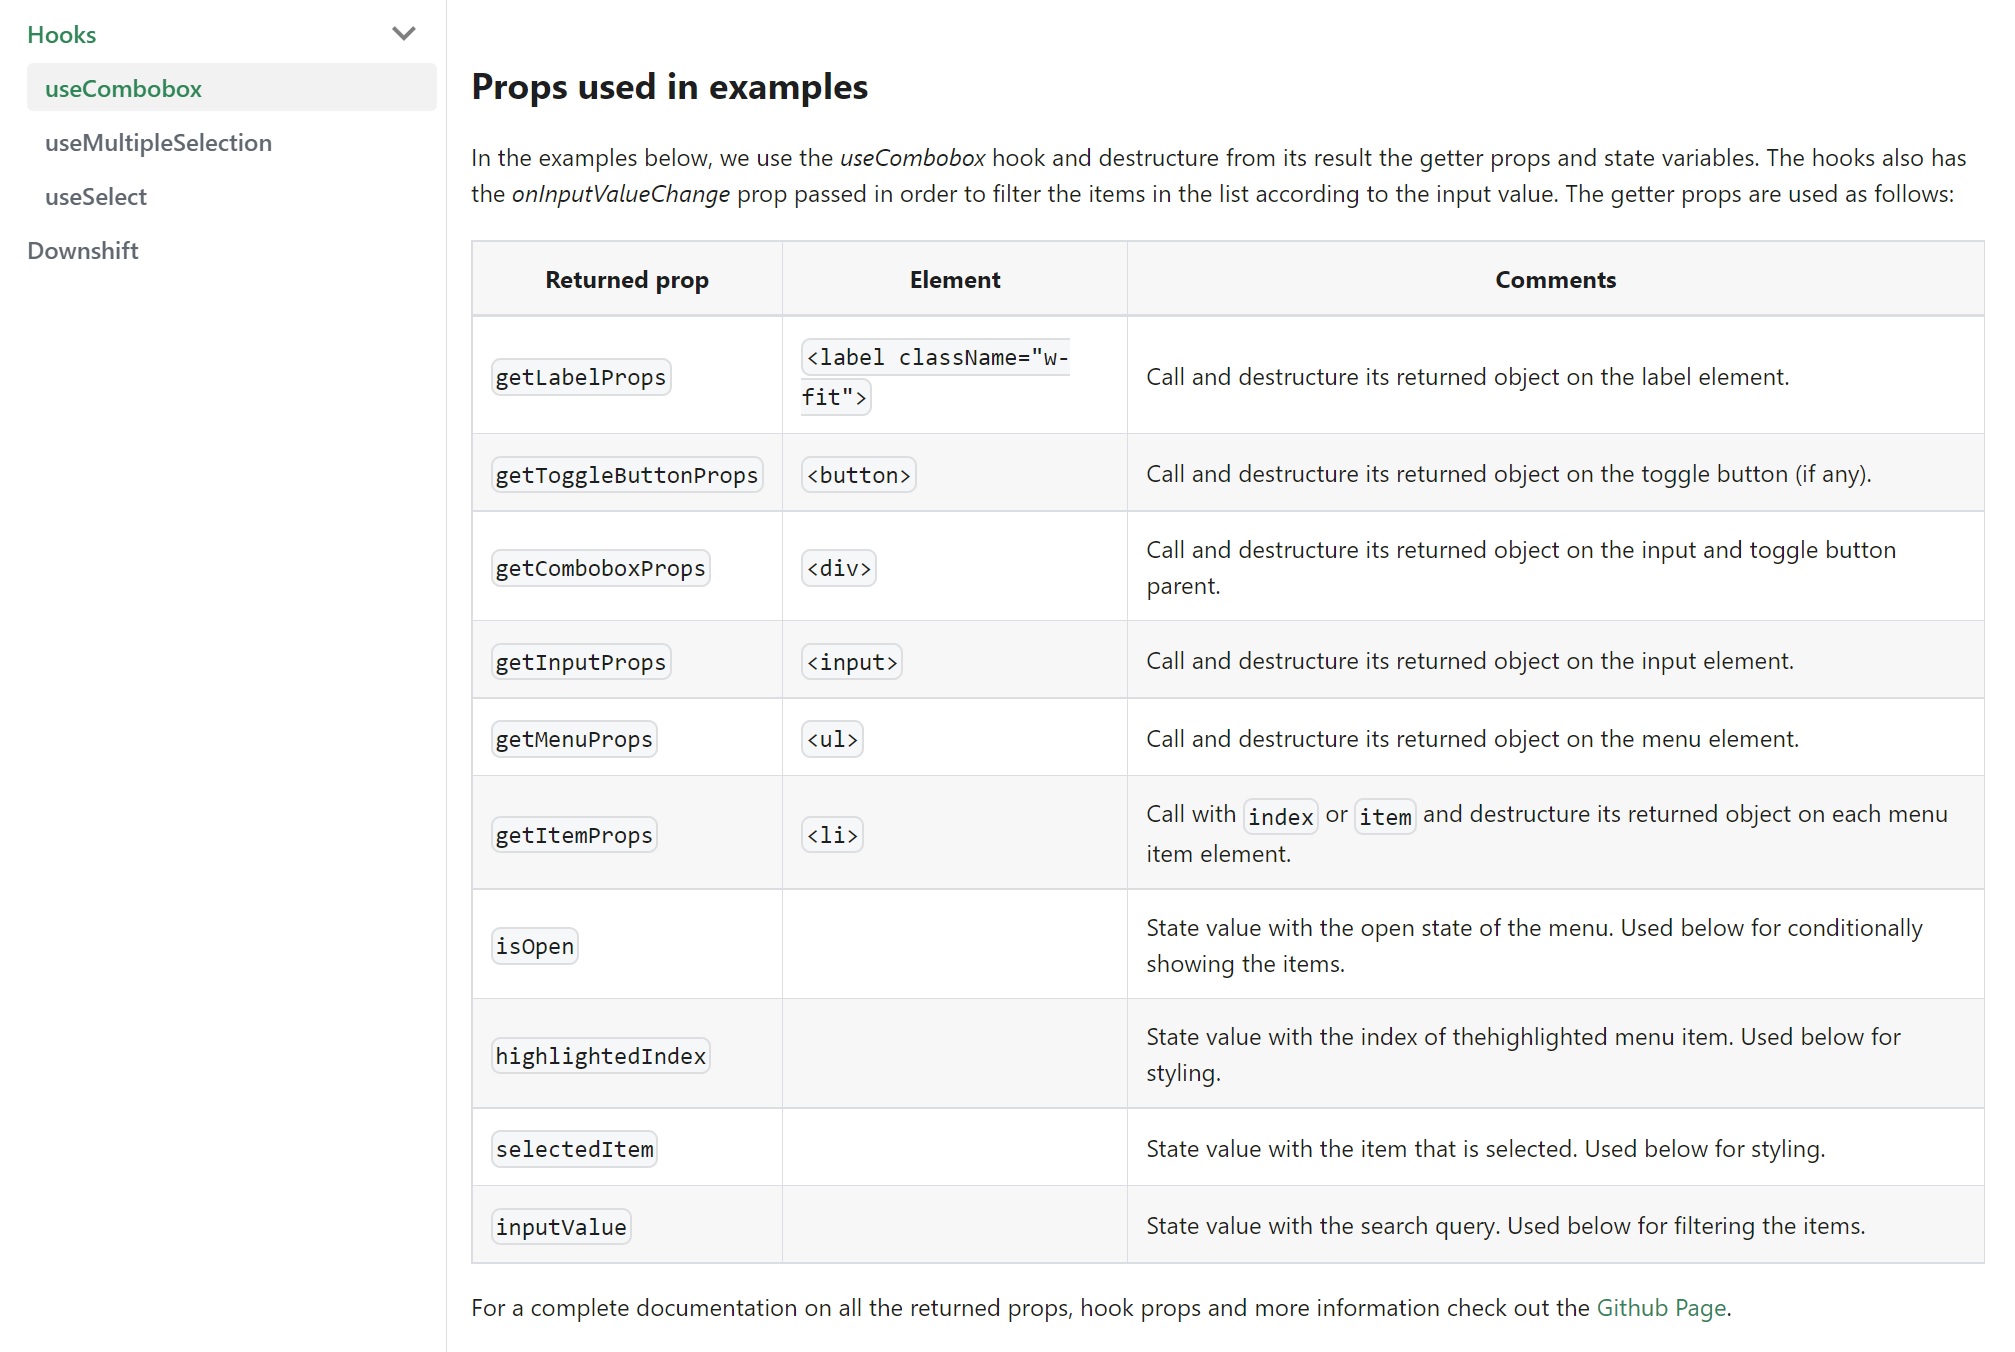 Hooks
useCombobox
useMultipleSelection
useSelect
Downshift
Props used in examples
In the examples below, we use the useCombobox hook and destructure from its result the getter props and state variables. The hooks also has
the onInputValueChange prop passed in order to filter the items in the list according to the input value. The getter props are used as follows:
Returned prop Element Comments
getLabelProps
<label className="w-
fit">
Call and destructure its returned object on the label element.
getToggleButtonProps <button> Call and destructure its returned object on the toggle button (if any).
getComboboxProps <div> Call and destructure its returned object on the input and toggle button
parent.
getInputProps <input> Call and destructure its returned object on the input element.
getMenuProps <ul> Call and destructure its returned object on the menu element.
getItemProps <li> Call with index or item and destructure its returned object on each menu
item element.
isOpen State value with the open state of the menu. Used below for conditionally
showing the items.
highlightedIndex State value with the index of thehighlighted menu item. Used below for
styling.
selectedItem State value with the item that is selected. Used below for styling.
inputValue State value with the search query. Used below for filtering the items.
For a complete documentation on all the returned props, hook props and more information check out the Github Page.